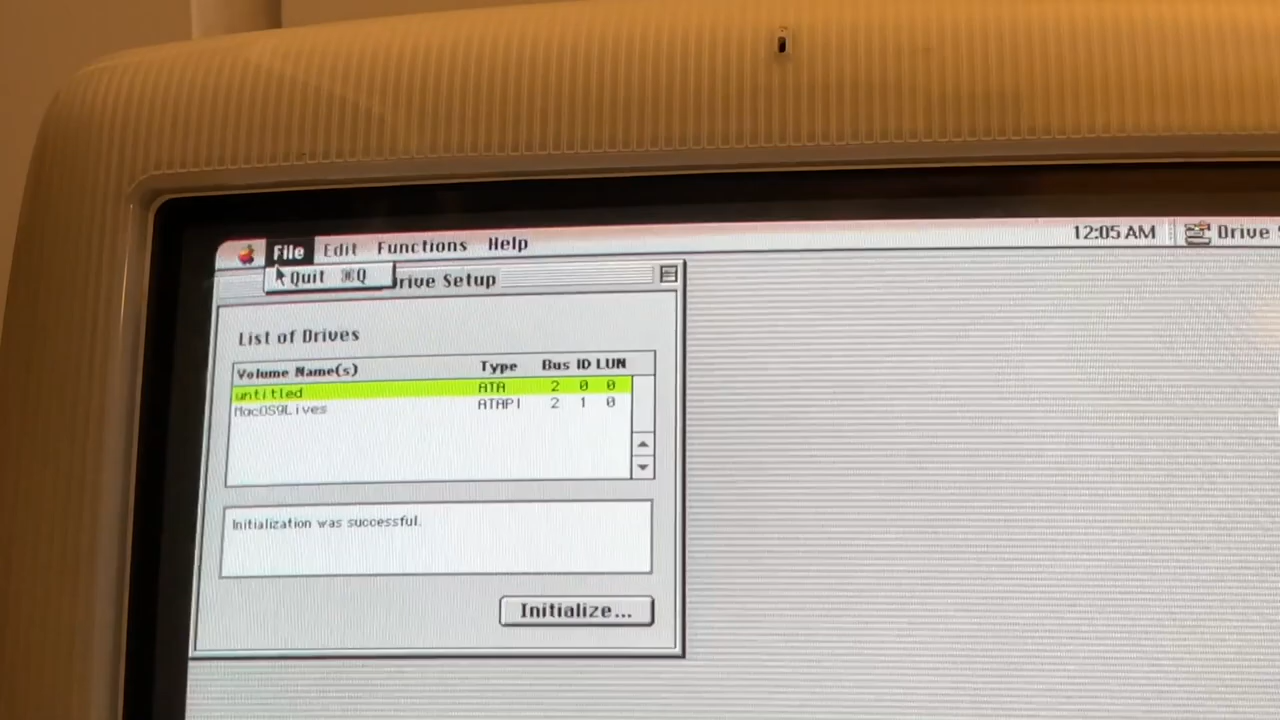 File Edit Functions Help 12:05 AM Drive
Quit ⌘Q
Drive Setup
List of Drives
Volume Name(s) Type Bus ID LUN
untitled ATA 2 0 0
MacOS9Lives ATAPI 2 1 0
Initialization was successful.
Initialize...